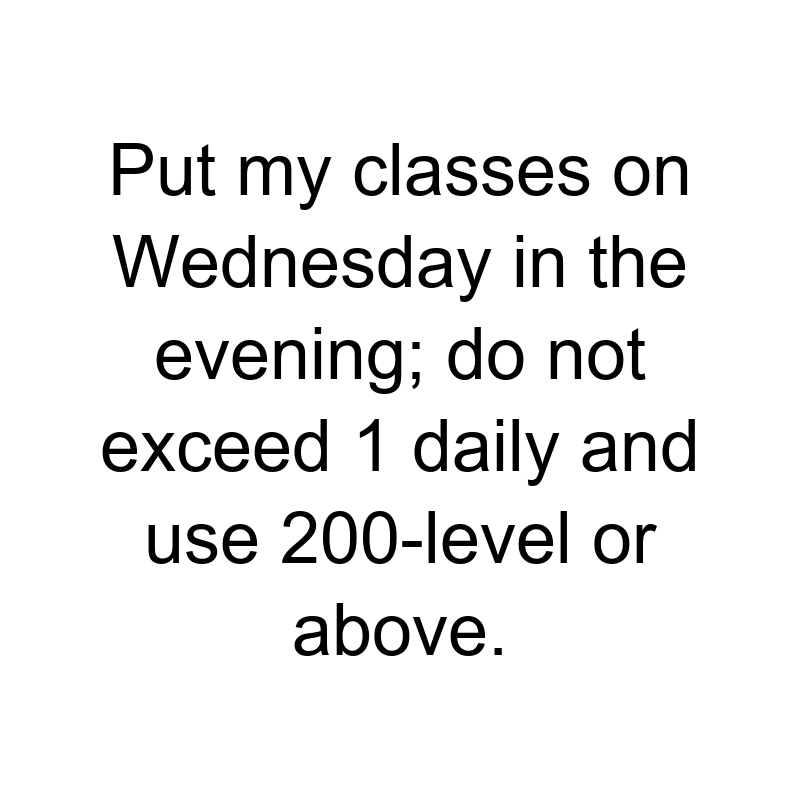 Put my classes on
Wednesday in the
evening; do not
exceed 1 daily and
use 200-level or
above.